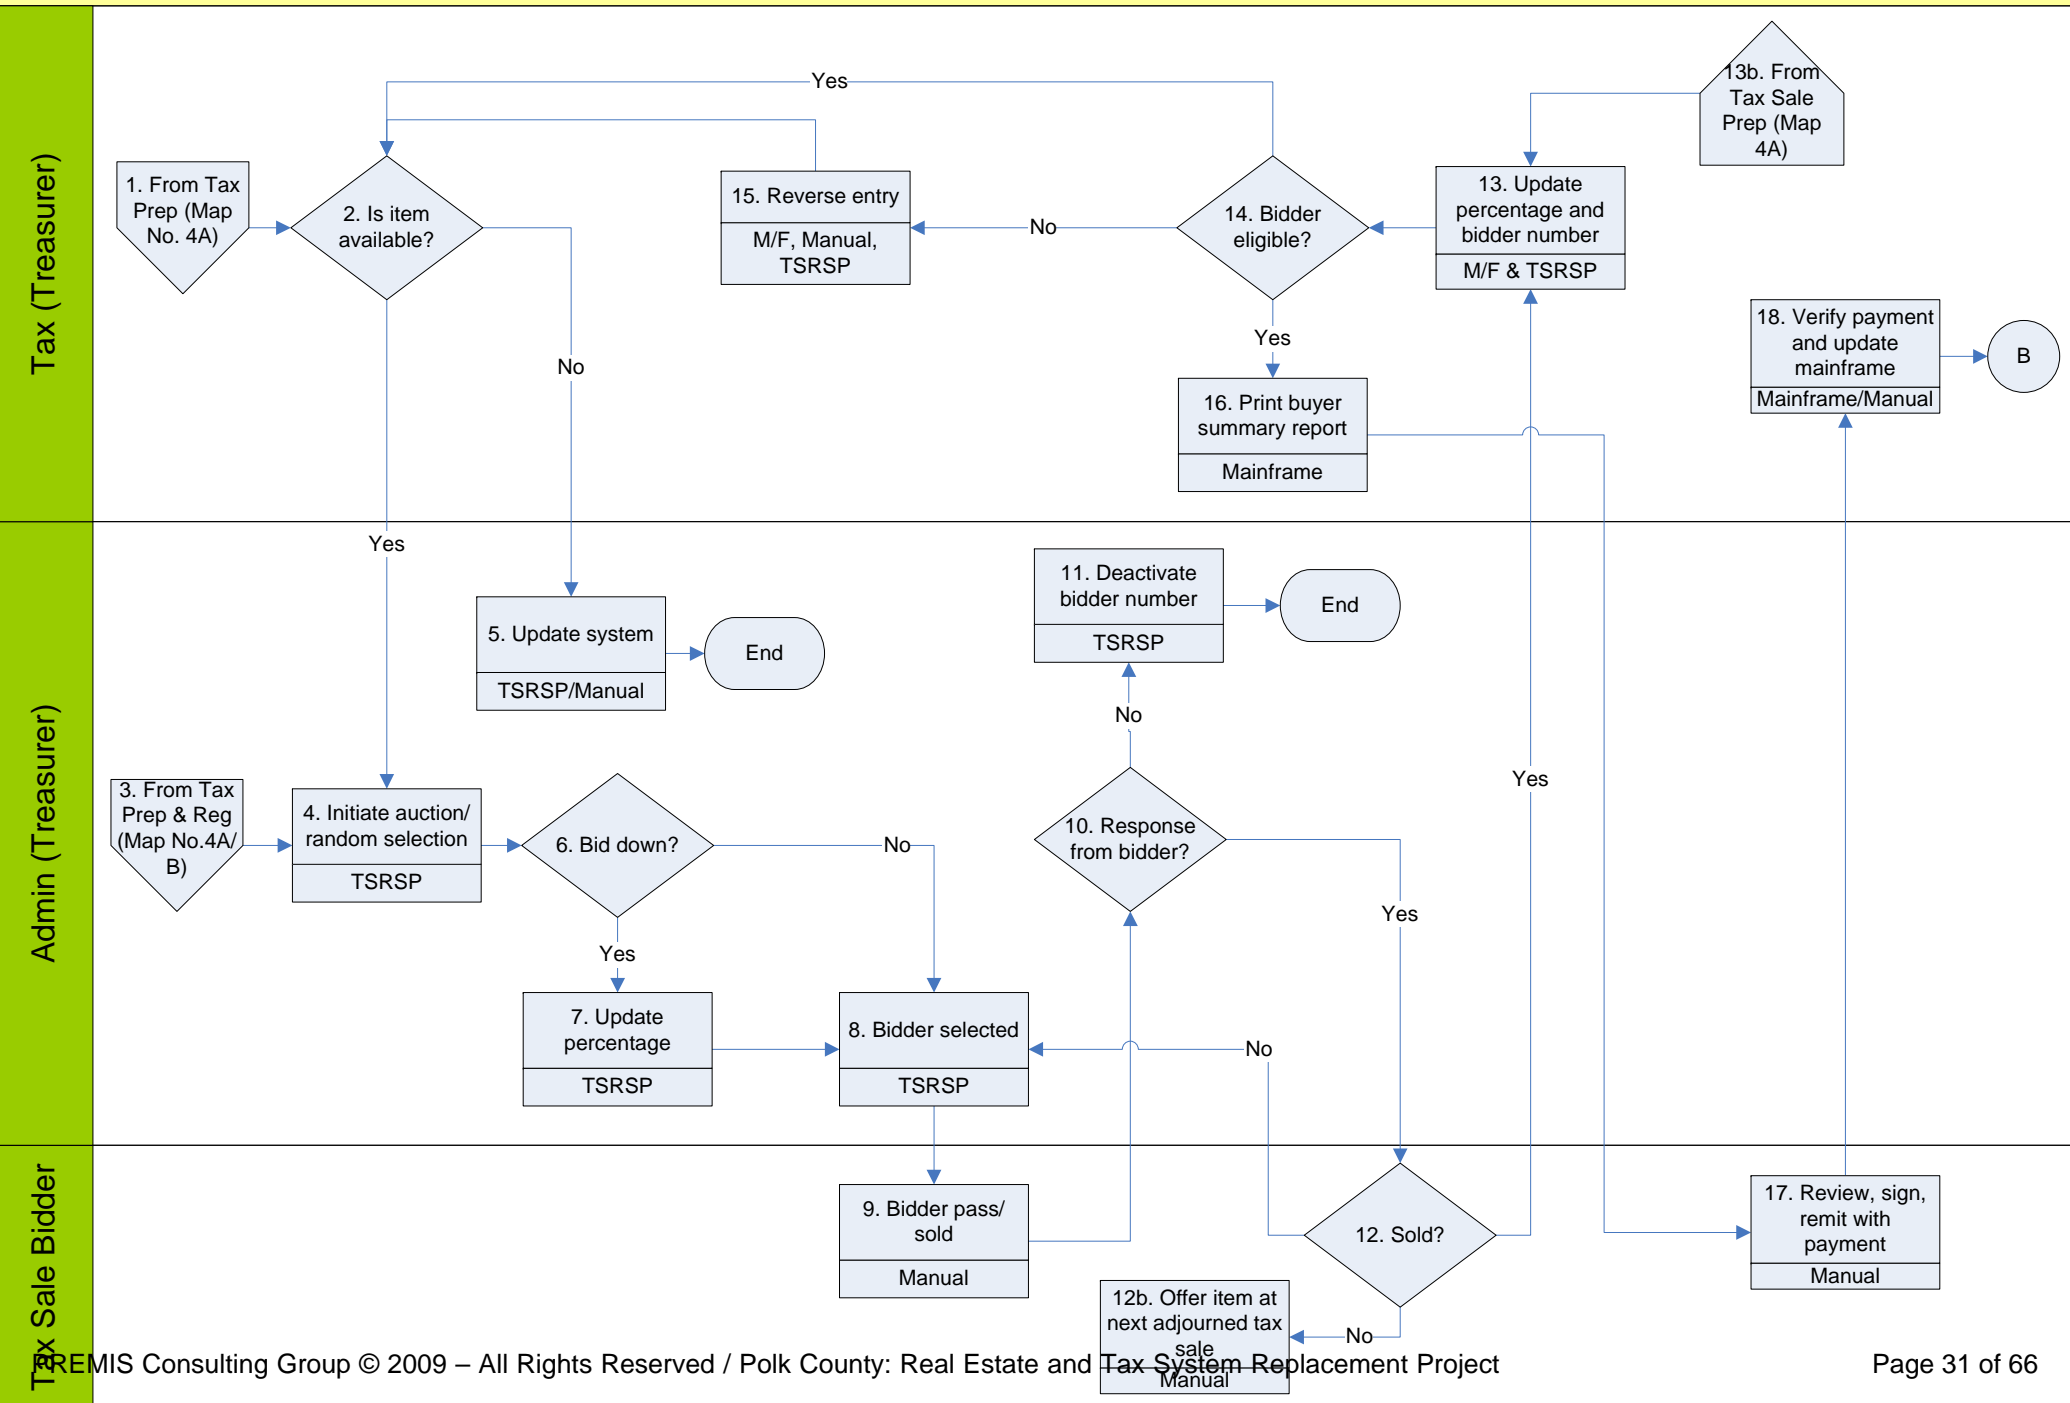 Tax (Treasurer)
Yes
13b. From
Tax Sale
Prep (Map
4A)
1. From Tax
Prep (Map
No. 4A)
2. Is item
available?
15. Reverse entry
M/F, Manual,
TSRSP
No
14. Bidder
eligible?
13. Update
percentage and
bidder number
M/F & TSRSP
No
Yes
16. Print buyer
summary report
Mainframe
18. Verify payment
and update
mainframe
Mainframe/Manual
B
Admin (Treasurer)
Yes
5. Update system
TSRSP/Manual
End
11. Deactivate
bidder number
TSRSP
End
No
Yes
3. From Tax
Prep & Reg
(Map No.4A/
B)
4. Initiate auction/
random selection
TSRSP
6. Bid down?
No
10. Response
from bidder?
Yes
Yes
7. Update
percentage
TSRSP
8. Bidder selected
TSRSP
No
Tax Sale Bidder
9. Bidder pass/
sold
Manual
12. Sold?
17. Review, sign,
remit with
payment
Manual
12b. Offer item at
next adjourned tax
sale
Manual
No
PREMIS Consulting Group © 2009 – All Rights Reserved / Polk County: Real Estate and Tax System Replacement Project
Page 31 of 66